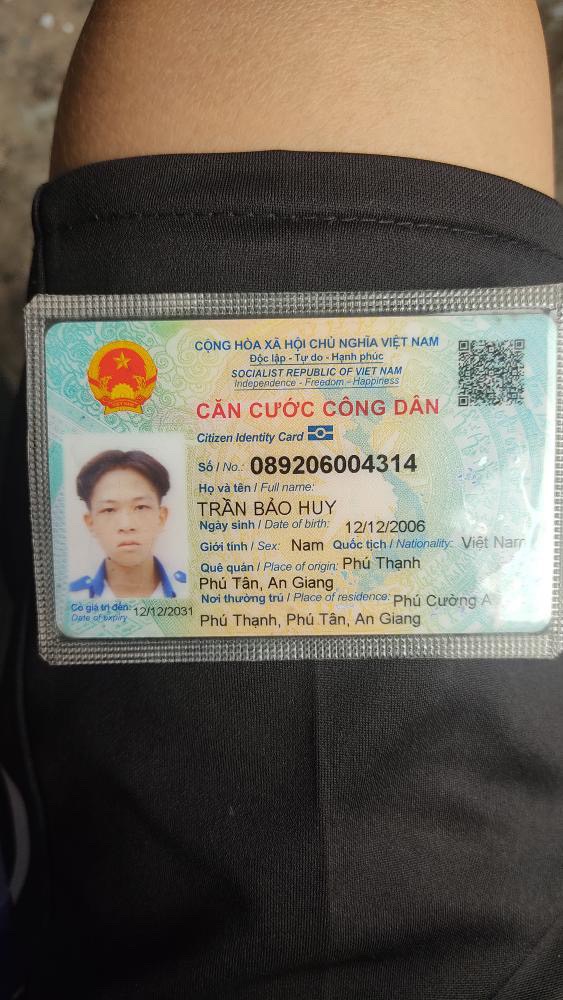 CỘNG HÒA XÃ HỘI CHỦ NGHĨA VIỆT NAM
Độc lập - Tự do - Hạnh phúc
SOCIALIST REPUBLIC OF VIET NAM
Independence - Freedom - Happiness
CĂN CƯỚC CÔNG DÂN
Citizen Identity Card
Số / No.: 089206004314
Họ và tên / Full name:
TRẦN BẢO HUY
Ngày sinh / Date of birth: 12/12/2006
Giới tính / Sex: Nam Quốc tịch / Nationality: Việt Nam
Quê quán / Place of origin: Phú Thạnh
Phú Tân, An Giang
Nơi thường trú / Place of residence: Phú Cường A
Phú Thạnh, Phú Tân, An Giang
Có giá trị đến: 12/12/2031
Date of expiry